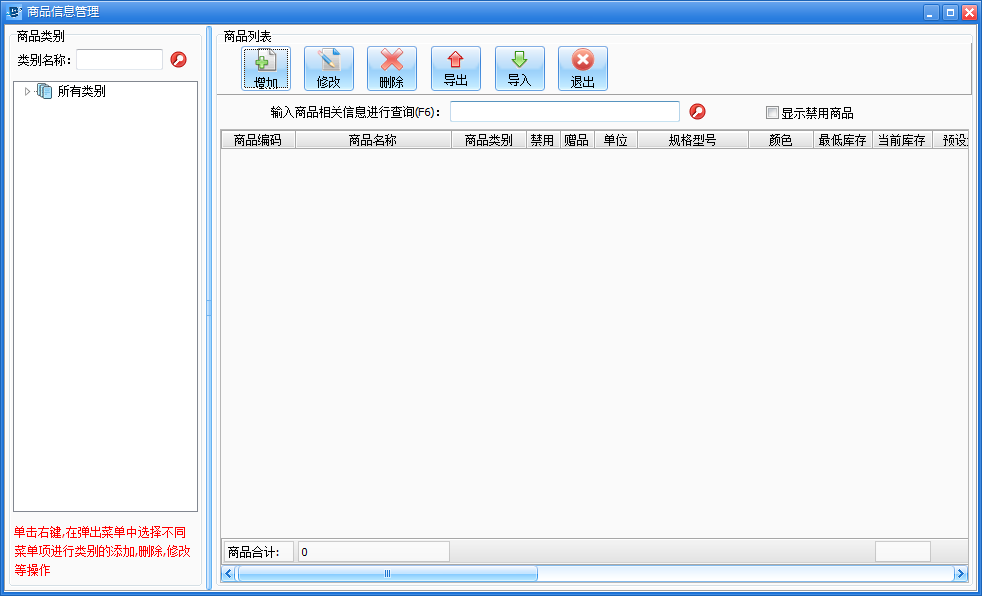 商品信息管理
商品类别
类别名称:
所有类别
单击右键,在弹出菜单中选择不同
菜单项进行类别的添加,删除,修改
等操作
商品列表
增加 修改 删除 导出 导入 退出
输入商品相关信息进行查询(F6):
显示禁用商品
商品编码 商品名称 商品类别 禁用 赠品 单位 规格型号 颜色 最低库存 当前库存 预设
商品合计: 0